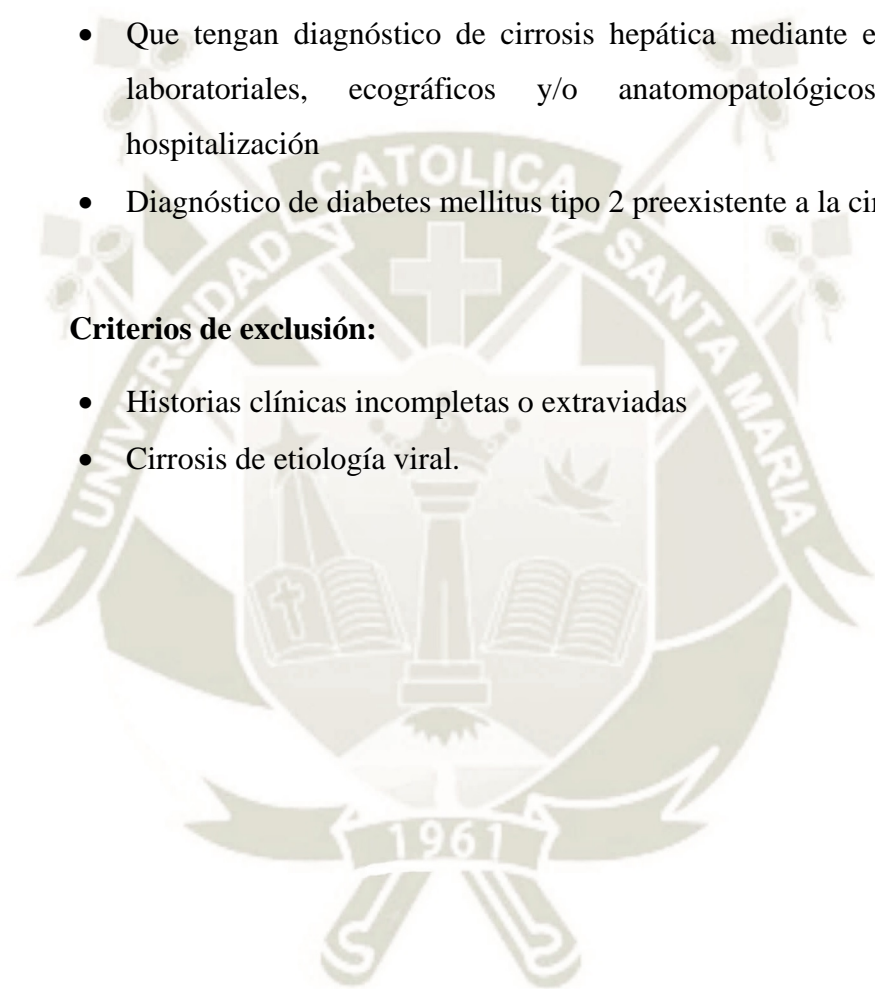 • Que tengan diagnóstico de cirrosis hepática mediante
laboratoriales, ecográficos y/o anatomopatológicos
hospitalización
• Diagnóstico de diabetes mellitus tipo 2 preexistente a la
Criterios de exclusión:
• Historias clínicas incompletas o extraviadas
• Cirrosis de etiología viral.
UNIVERSIDAD CATOLICA SANTA MARIA
1961